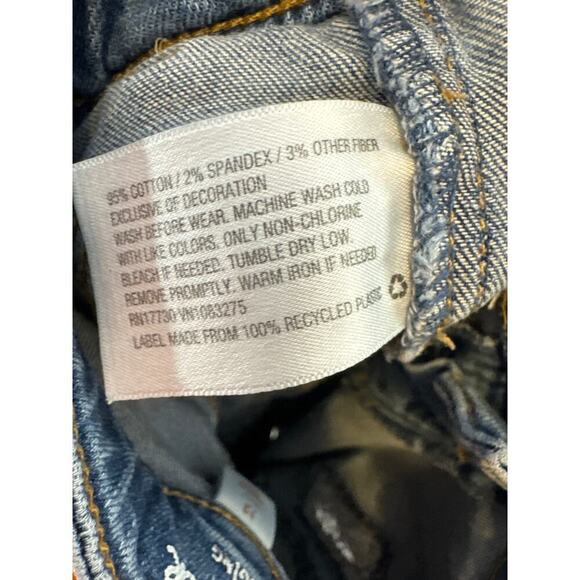 95% COTTON / 2% SPANDEX / 3% OTHER FIBER
EXCLUSIVE OF DECORATION
WASH BEFORE WEAR. MACHINE WASH COLD
WITH LIKE COLORS. ONLY NON-CHLORINE
BLEACH IF NEEDED. TUMBLE DRY LOW.
REMOVE PROMPTLY. WARM IRON IF NEEDED
RN17730 VN1083275
LABEL MADE FROM 100% RECYCLED PLASTIC